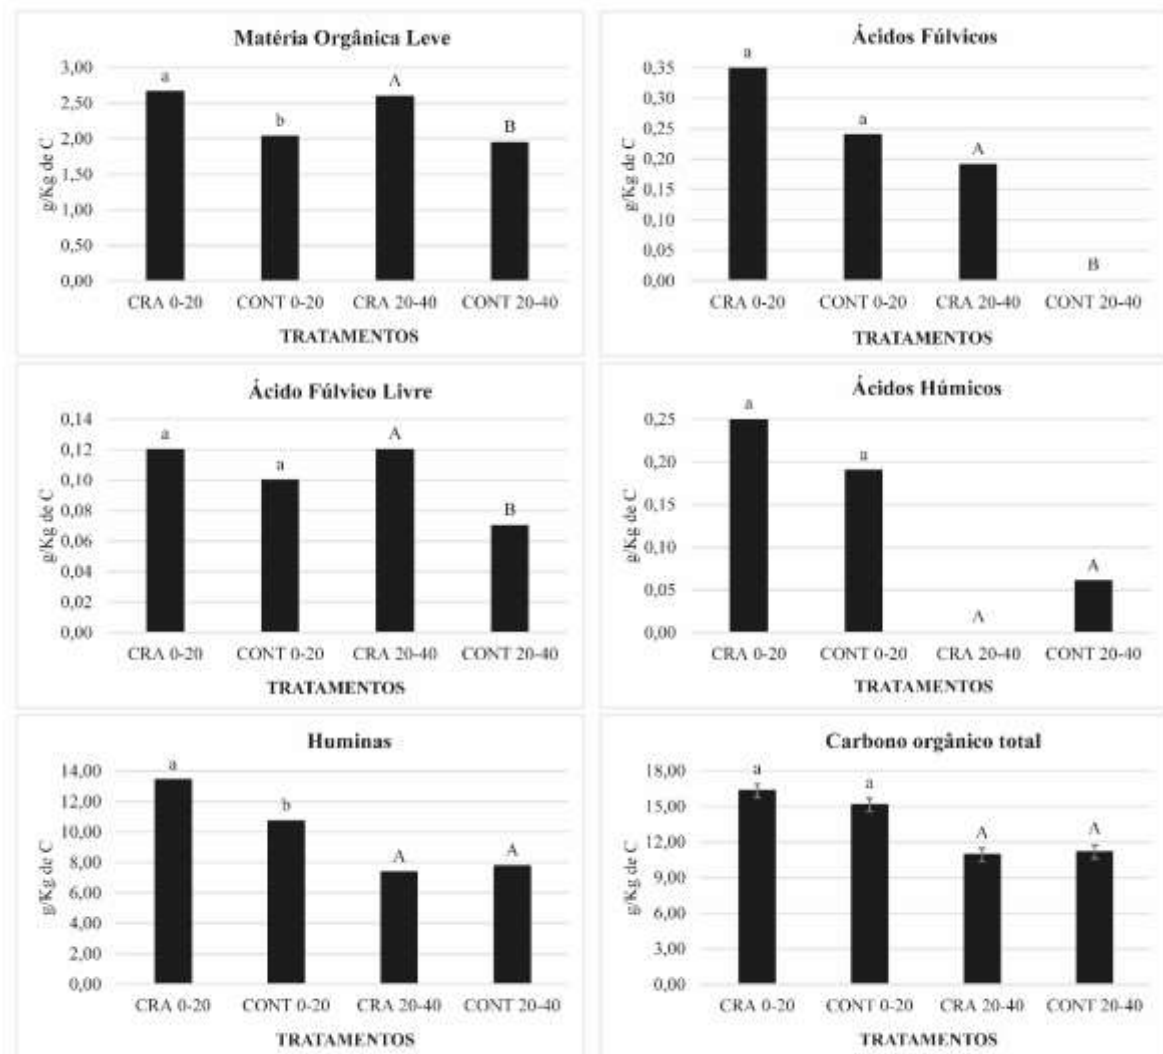 Matéria Orgânica Leve
g/Kg de C
3,00
2,50
2,00
1,50
1,00
0,50
0,00
a
b
A
B
CRA 0-20 CONT 0-20 CRA 20-40 CONT 20-40
TRATAMENTOS
Ácidos Fúlvicos
g/Kg de C
0,35
0,30
0,25
0,20
0,15
0,10
0,05
0,00
a
a
A
B
CRA 0-20 CONT 0-20 CRA 20-40 CONT 20-40
TRATAMENTOS
Ácido Fúlvico Livre
g/Kg de C
0,14
0,12
0,10
0,08
0,06
0,04
0,02
0,00
a
a
A
B
CRA 0-20 CONT 0-20 CRA 20-40 CONT 20-40
TRATAMENTOS
Ácidos Húmicos
g/Kg de C
0,25
0,20
0,15
0,10
0,05
0,00
a
a
A
A
CRA 0-20 CONT 0-20 CRA 20-40 CONT 20-40
TRATAMENTOS
Huminas
g/Kg de C
14,00
12,00
10,00
8,00
6,00
4,00
2,00
0,00
a
b
A
A
CRA 0-20 CONT 0-20 CRA 20-40 CONT 20-40
TRATAMENTOS
Carbono orgânico total
g/Kg de C
18,00
15,00
12,00
9,00
6,00
3,00
0,00
a
a
A
A
CRA 0-20 CONT 0-20 CRA 20-40 CONT 20-40
TRATAMENTOS